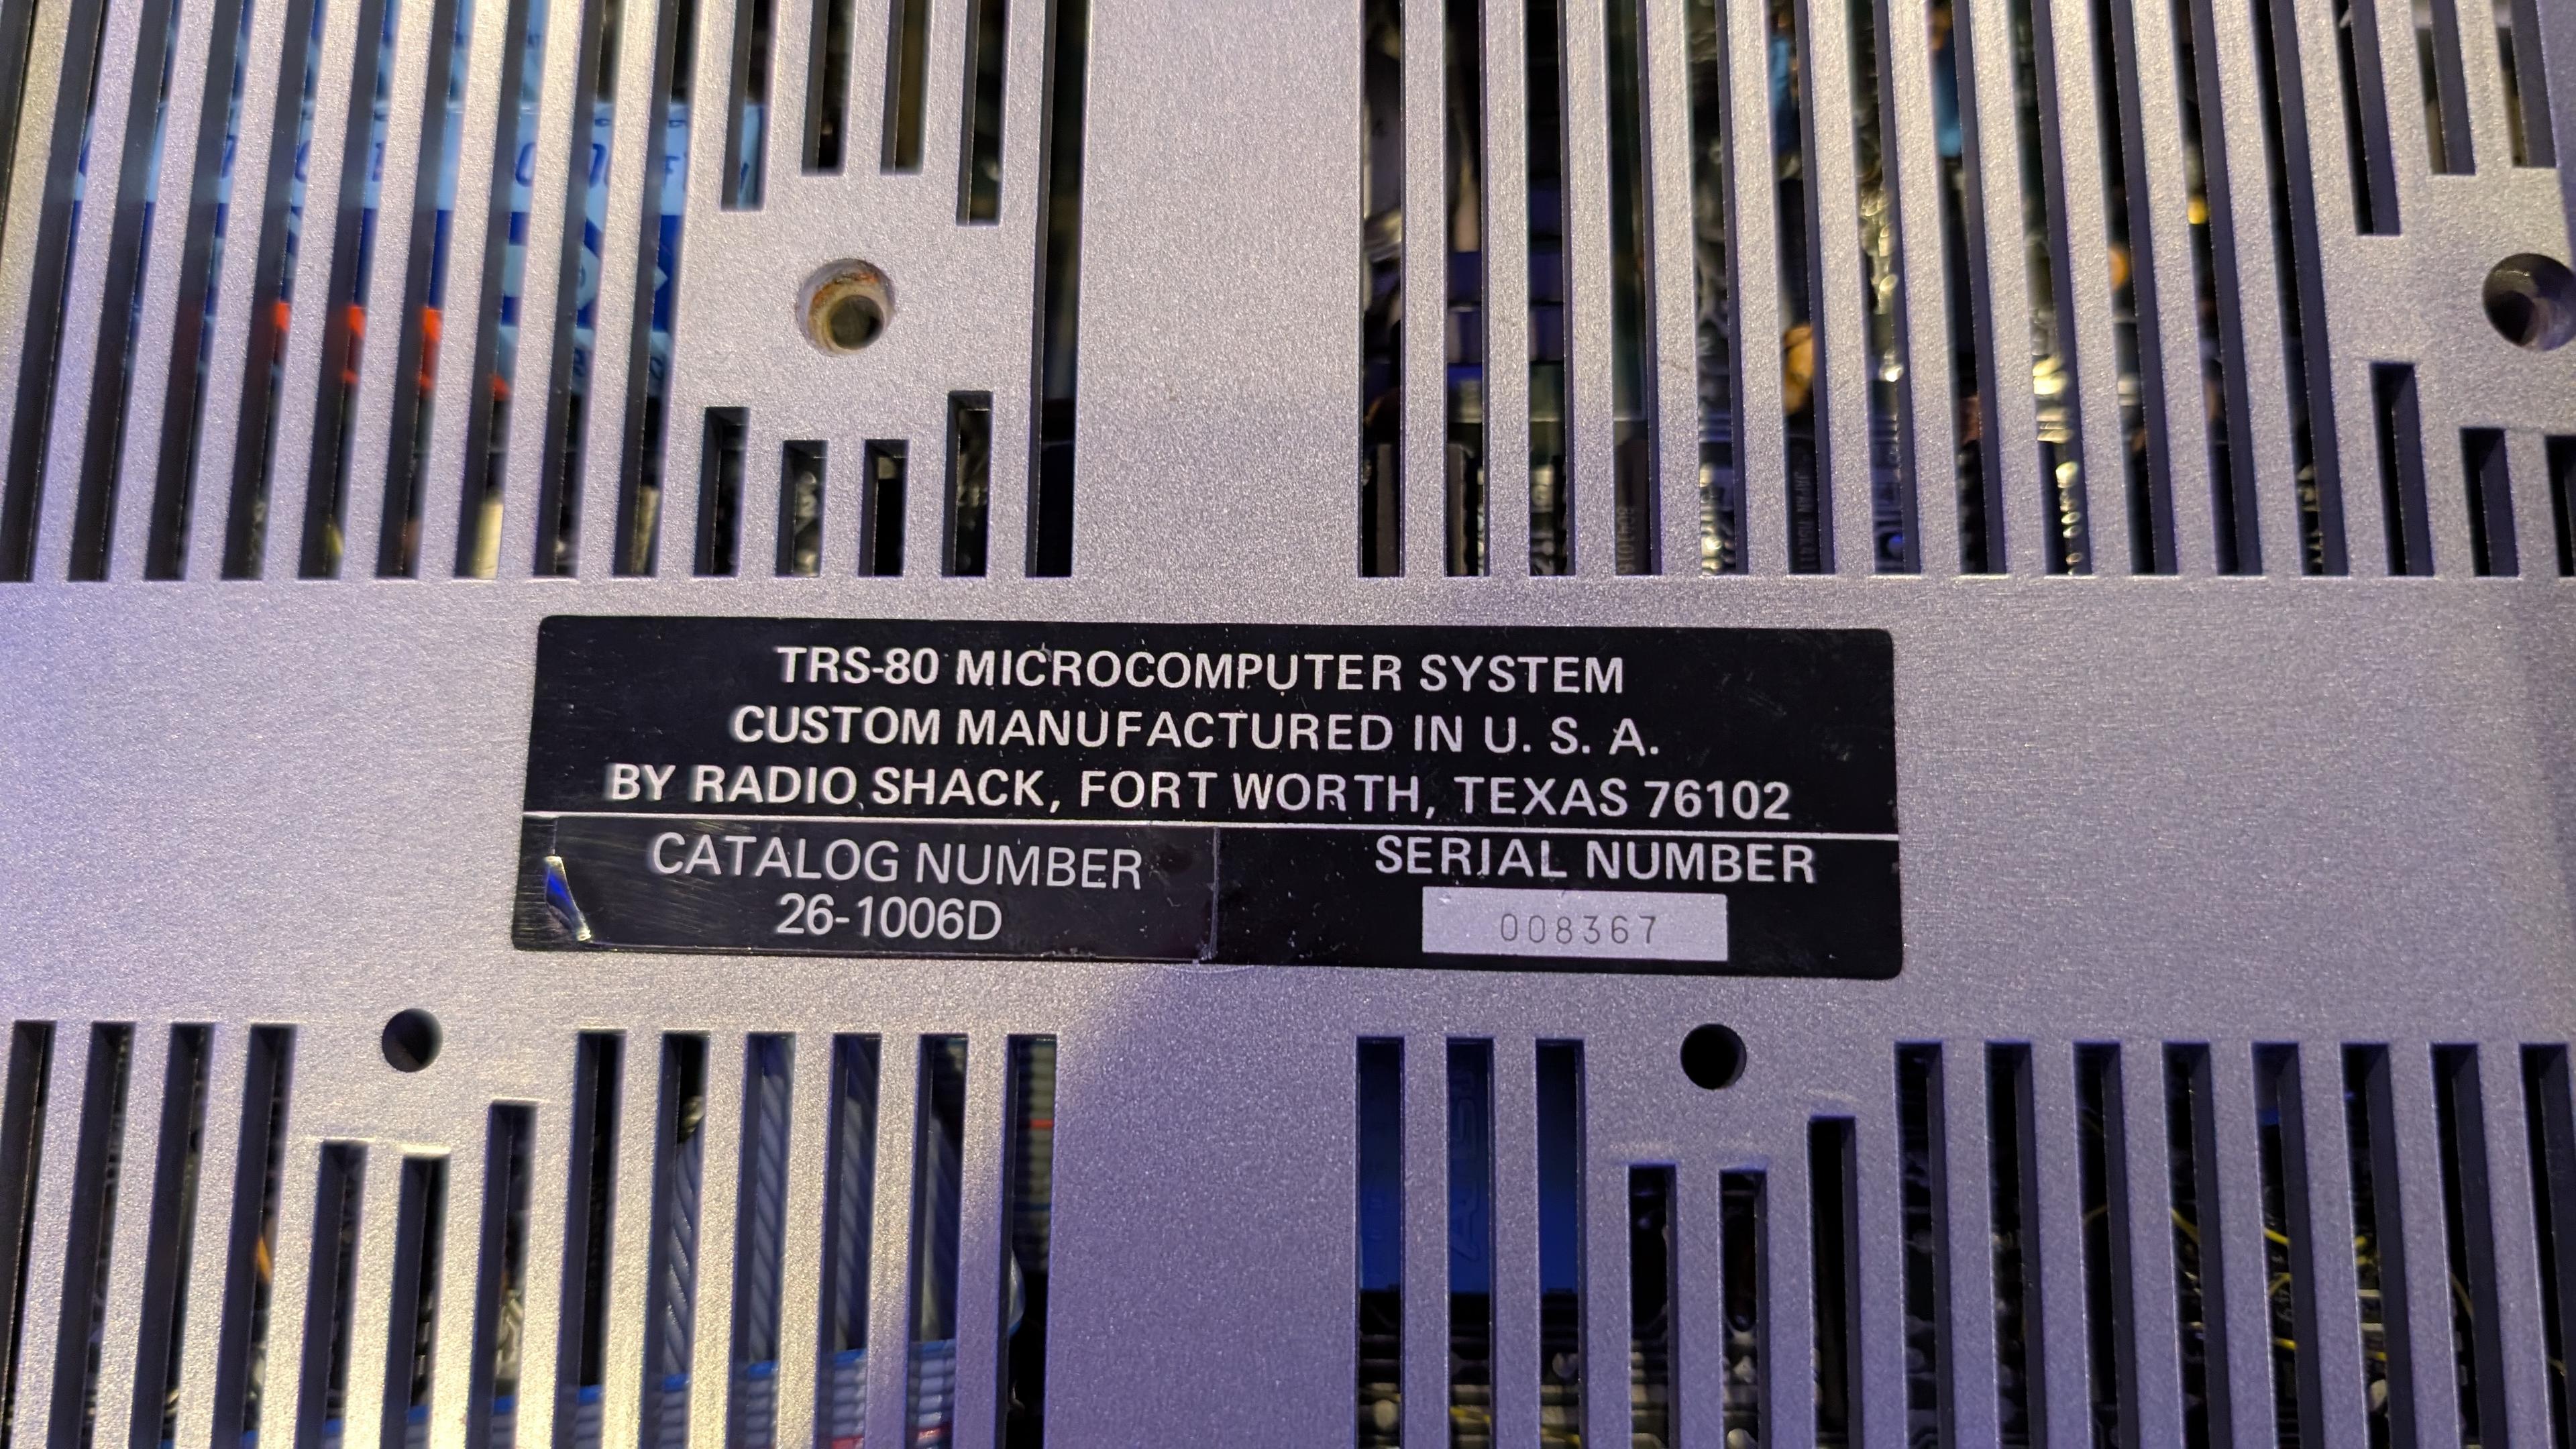 TRS-80 MICROCOMPUTER SYSTEM
CUSTOM MANUFACTURED IN U. S. A.
BY RADIO SHACK, FORT WORTH, TEXAS 76102
CATALOG NUMBER
26-1006D
SERIAL NUMBER
008367